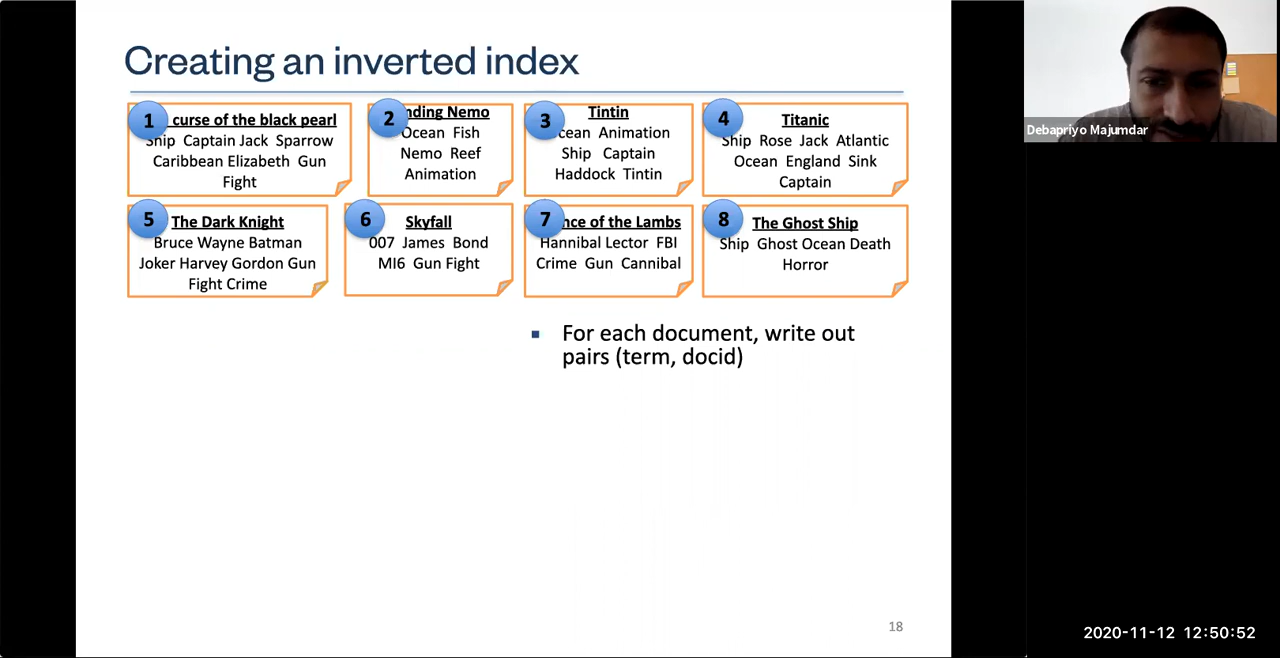 Creating an inverted index
1 curse of the black pearl
Ship Captain Jack Sparrow
Caribbean Elizabeth Gun
Fight
2 nding Nemo
Ocean Fish
Nemo Reef
Animation
3 Tintin
cean Animation
Ship Captain
Haddock Tintin
4 Titanic
Ship Rose Jack Atlantic
Ocean England Sink
Captain
5 The Dark Knight
Bruce Wayne Batman
Joker Harvey Gordon Gun
Fight Crime
6 Skyfall
007 James Bond
MI6 Gun Fight
7 nce of the Lambs
Hannibal Lector FBI
Crime Gun Cannibal
8 The Ghost Ship
Ship Ghost Ocean Death
Horror
▪ For each document, write out
pairs (term, docid)
18
Debapriyo Majumdar
2020-11-12 12:50:52